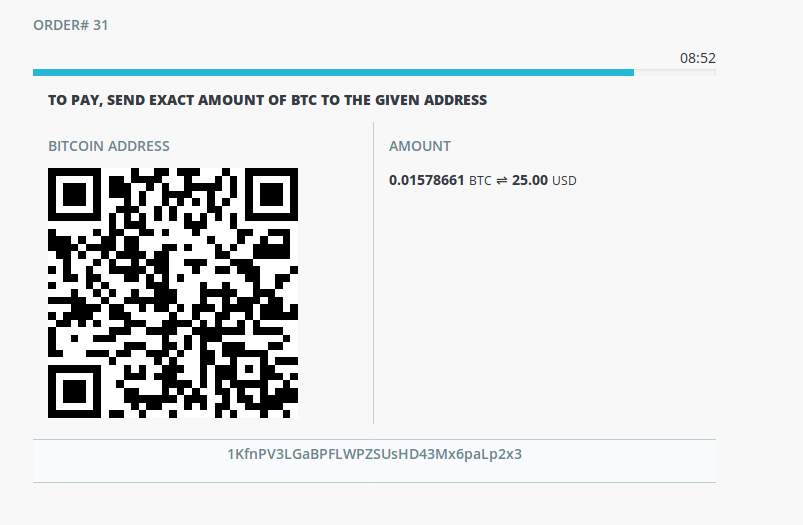 ORDER# 31
08:52
TO PAY, SEND EXACT AMOUNT OF BTC TO THE GIVEN ADDRESS
BITCOIN ADDRESS
AMOUNT
0.01578661 BTC ⇌ 25.00 USD
1KfnPV3LGaBPFLWPZSUsHD43Mx6paLp2x3